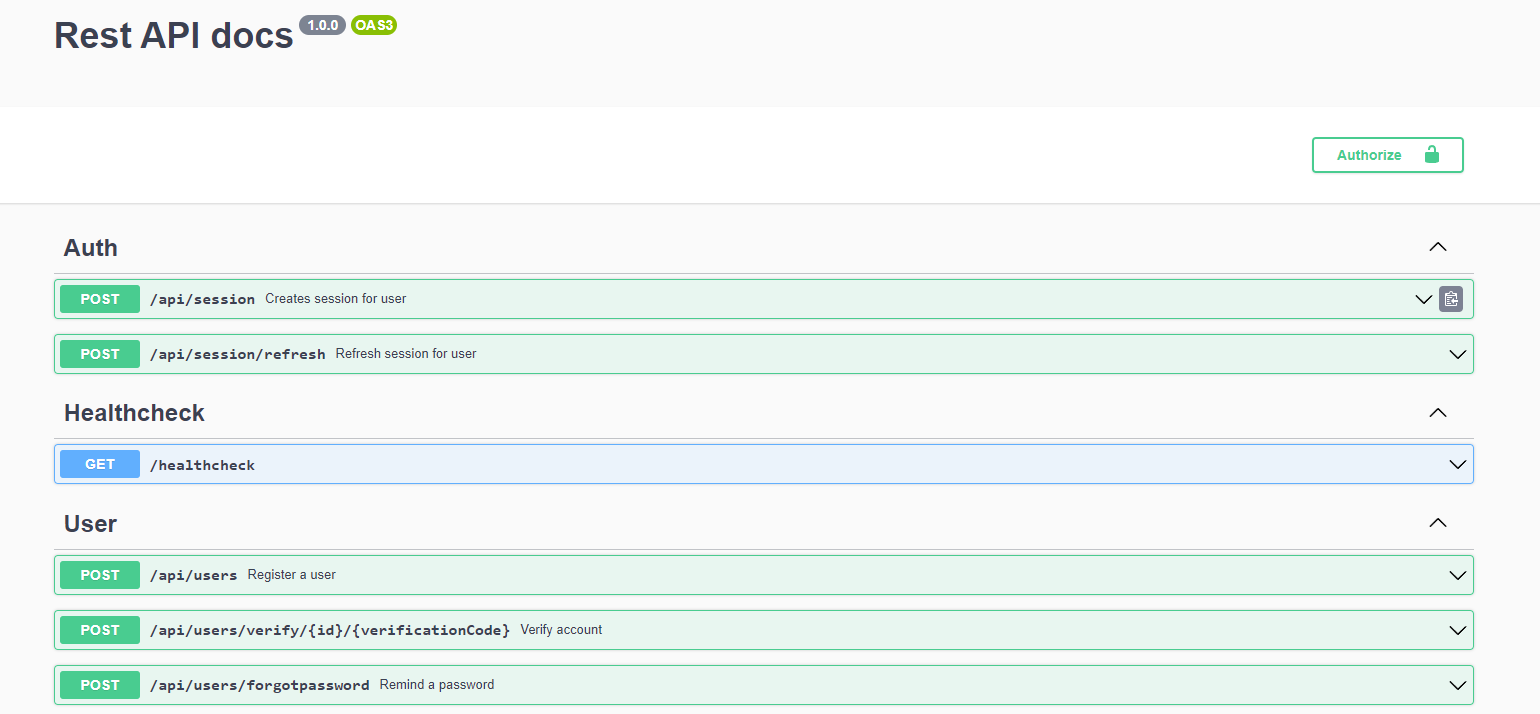 Rest API docs 1.0.0 OAS3
Authorize
Auth
POST /api/session Creates session for user
POST /api/session/refresh Refresh session for user
Healthcheck
GET /healthcheck
User
POST /api/users Register a user
POST /api/users/verify/{id}/{verificationCode} Verify account
POST /api/users/forgotpassword Remind a password